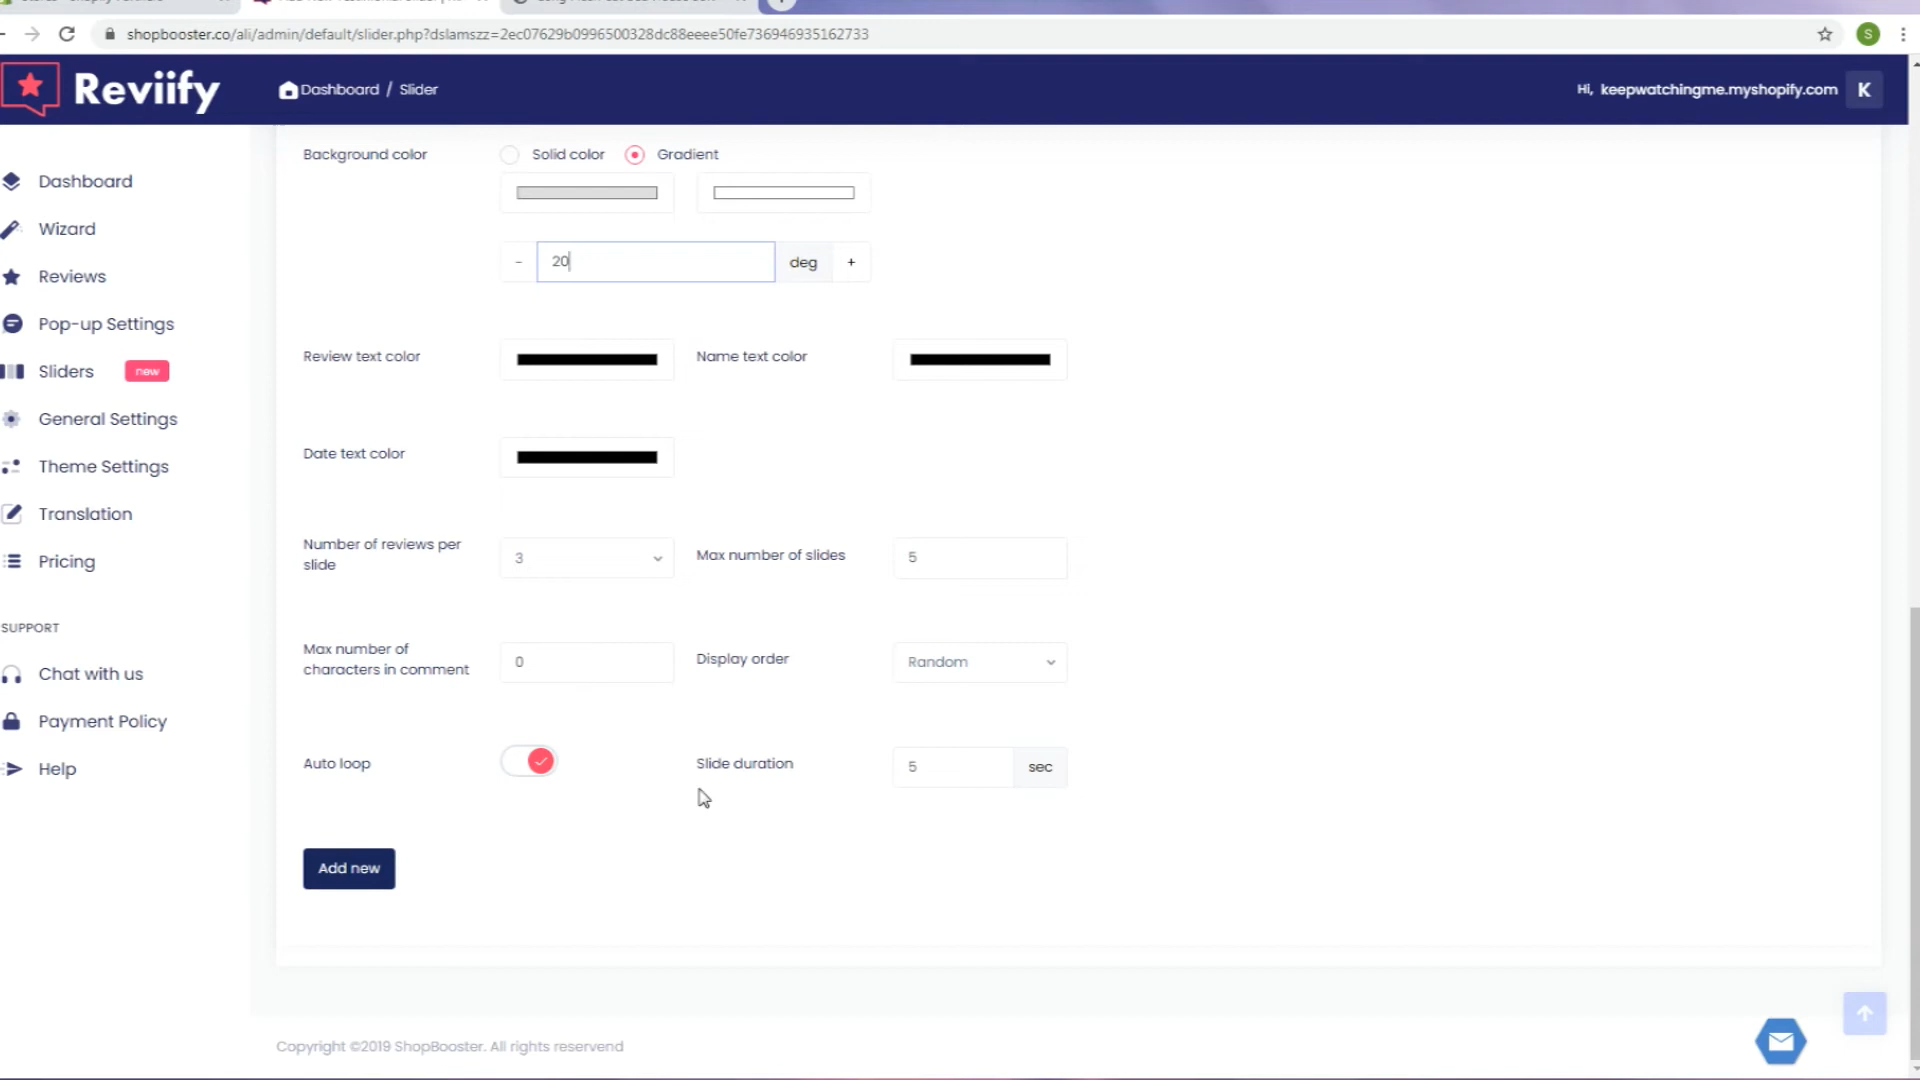 shopbooster.co/ali/admin/default/slider.php?dslamszz=2ec07629b0996500328dc88eeee50fe736946935162733
S
Reviify
Dashboard / Slider
Hi, keepwatchingme.myshopify.com K
Background color
Solid color
Gradient
Dashboard
Wizard
- 20 deg +
Reviews
Pop-up Settings
Review text color
Name text color
Sliders new
General Settings
Date text color
Theme Settings
Translation
Number of reviews per
slide
3
Max number of slides
5
Pricing
SUPPORT
Max number of
characters in comment
0
Display order
Random
Chat with us
Payment Policy
Auto loop
Slide duration
5 sec
Help
Add new
Copyright ©2019 ShopBooster. All rights reservend